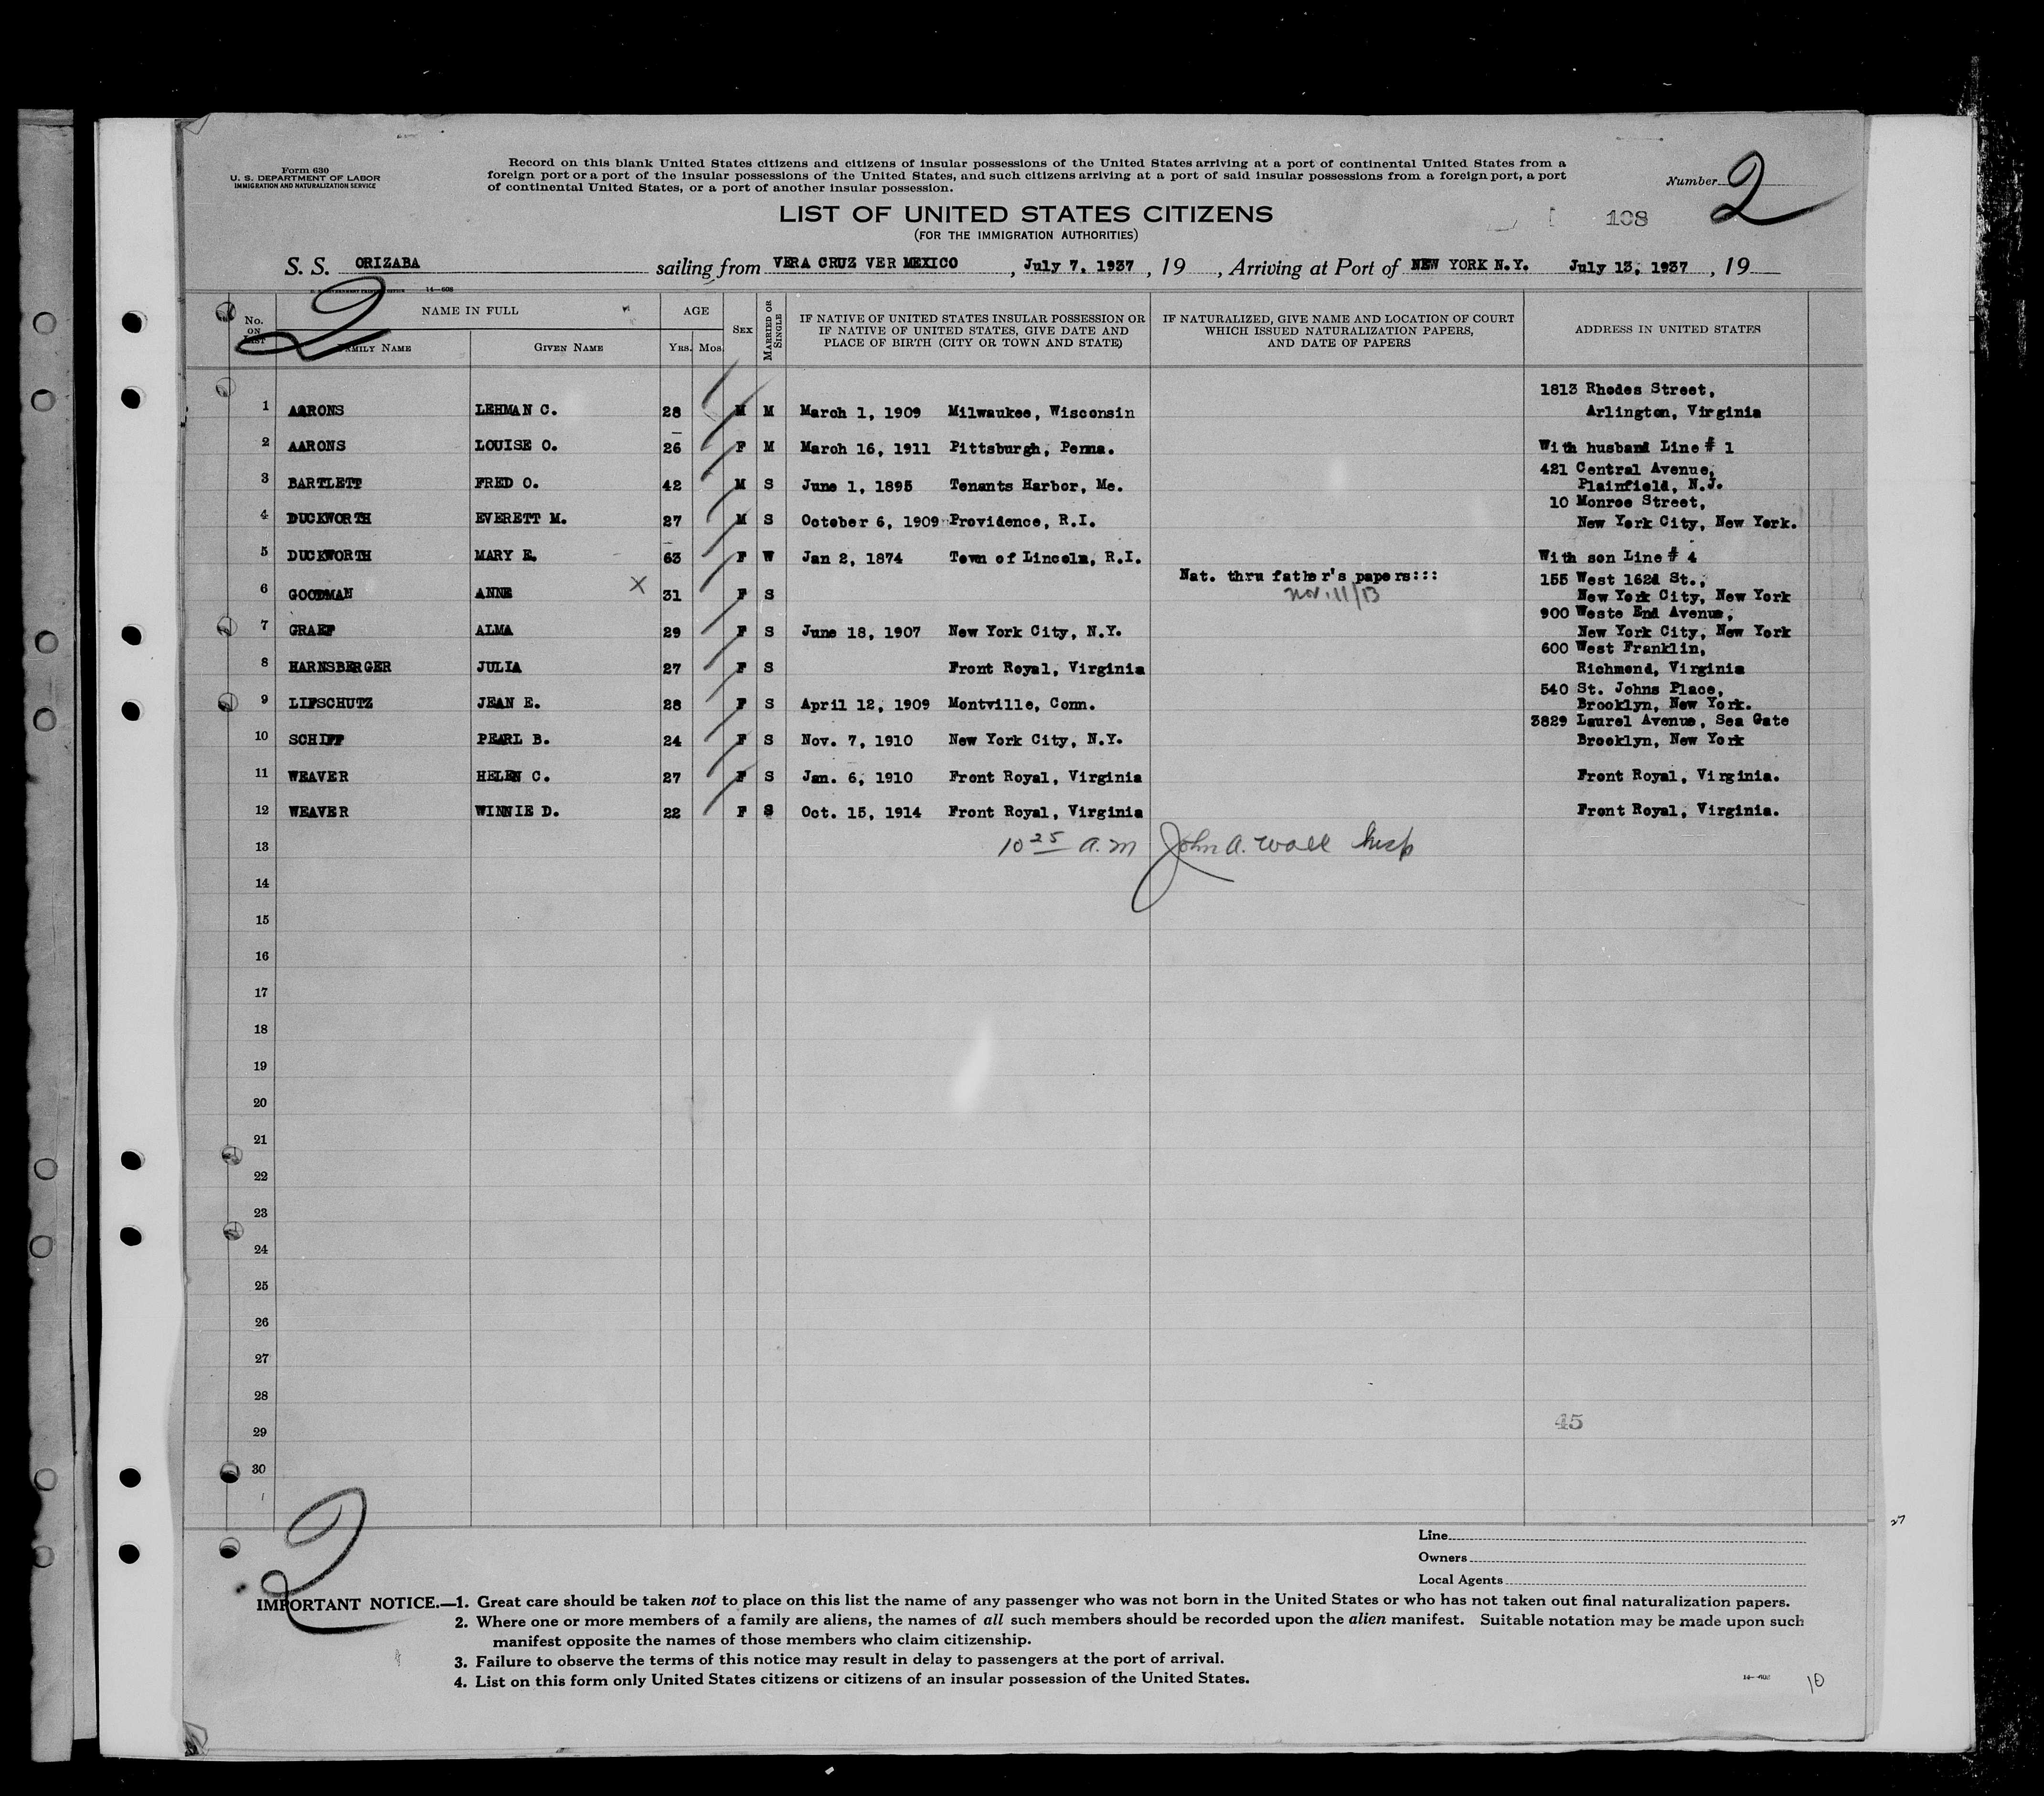 Form 630
U. S. DEPARTMENT OF LABOR
IMMIGRATION AND NATURALIZATION SERVICE
Record on this blank United States citizens and citizens of insular possessions of the United States arriving at a port of continental United States from a
foreign port or a port of the insular possessions of the United States, and such citizens arriving at a port of said insular possessions from a foreign port, a port
of continental United States, or a port of another insular possession.
Number 2
LIST OF UNITED STATES CITIZENS
(FOR THE IMMIGRATION AUTHORITIES)
108
S. S. ORIZABA sailing from VERA CRUZ VER MEXICO, July 7, 1937, 19 , Arriving at Port of NEW YORK N.Y. July 13, 1937, 19
2
14—608
No. ON LIST
NAME IN FULL
FAMILY NAME GIVEN NAME
AGE
YRS. MOS.
SEX
MARRIED OR SINGLE
IF NATIVE OF UNITED STATES INSULAR POSSESSION OR
IF NATIVE OF UNITED STATES, GIVE DATE AND
PLACE OF BIRTH (CITY OR TOWN AND STATE)
IF NATURALIZED, GIVE NAME AND LOCATION OF COURT
WHICH ISSUED NATURALIZATION PAPERS,
AND DATE OF PAPERS
ADDRESS IN UNITED STATES
1813 Rhodes Street,
1 AARONS LEHMAN C. 28 M M March 1, 1909 Milwaukee, Wisconsin Arlington, Virginia
2 AARONS LOUISE O. 26 F M March 16, 1911 Pittsburgh, Penna. With husband Line # 1
421 Central Avenue,
3 BARTLETT FRED O. 42 M S June 1, 1895 Tenants Harbor, Me. Plainfield, N.J.
10 Monroe Street,
4 DUCKWORTH EVERETT M. 27 M S October 6, 1909 Providence, R.I. New York City, New York.
5 DUCKWORTH MARY E. 63 F W Jan 2, 1874 Town of Lincoln, R.I. With son Line # 4
Nat. thru father's papers::: 155 West 162d St.,
6 GOODMAN ANNE X 31 F S Nov. 11/13 New York City, New York
900 Weste End Avenue,
7 GRAEF ALMA 29 F S June 18, 1907 New York City, N.Y. New York City, New York
600 West Franklin,
8 HARNSBERGER JULIA 27 F S Front Royal, Virginia Richmond, Virginia
540 St. Johns Place,
9 LIFSCHUTZ JEAN E. 28 F S April 12, 1909 Montville, Conn. Brooklyn, New York.
3829 Laurel Avenue, Sea Gate
10 SCHIFF PEARL B. 24 F S Nov. 7, 1910 New York City, N.Y. Brooklyn, New York
11 WEAVER HELEN C. 27 F S Jan. 6, 1910 Front Royal, Virginia Front Royal, Virginia.
12 WEAVER WINNIE D. 22 F S Oct. 15, 1914 Front Royal, Virginia Front Royal, Virginia.
13 10 25 a.m John A. Wall Insp
14
15
16
17
18
19
20
21
22
23
24
25
26
27
28
45
29
30
2
27
Line
Owners
Local Agents
IMPORTANT NOTICE.—1. Great care should be taken not to place on this list the name of any passenger who was not born in the United States or who has not taken out final naturalization papers.
2. Where one or more members of a family are aliens, the names of all such members should be recorded upon the alien manifest. Suitable notation may be made upon such
manifest opposite the names of those members who claim citizenship.
3. Failure to observe the terms of this notice may result in delay to passengers at the port of arrival.
4. List on this form only United States citizens or citizens of an insular possession of the United States.
14—608
10